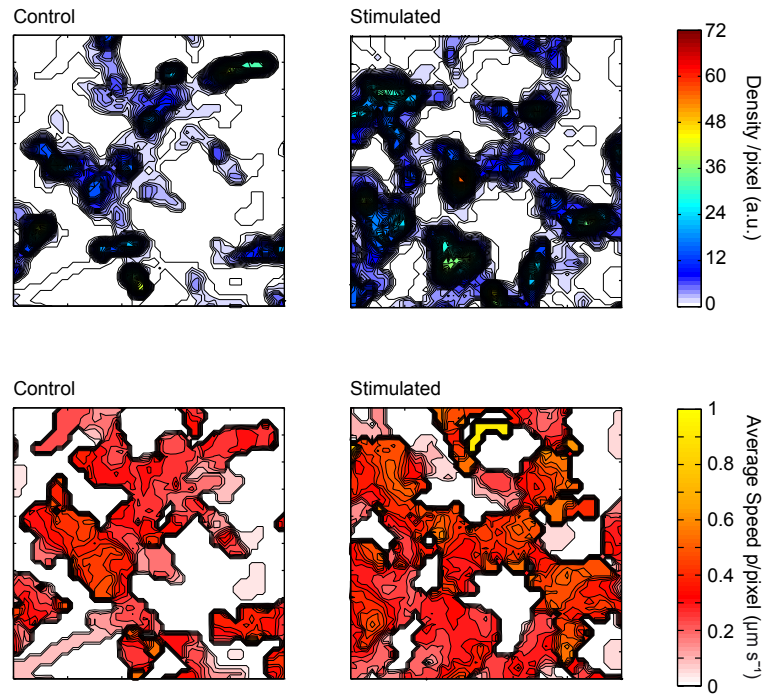 Control
Stimulated
72
60
48
36
24
12
0
Density /pixel (a.u.)
Control
Stimulated
1
0.8
0.6
0.4
0.2
0
Average Speed p/pixel (µm s⁻¹)